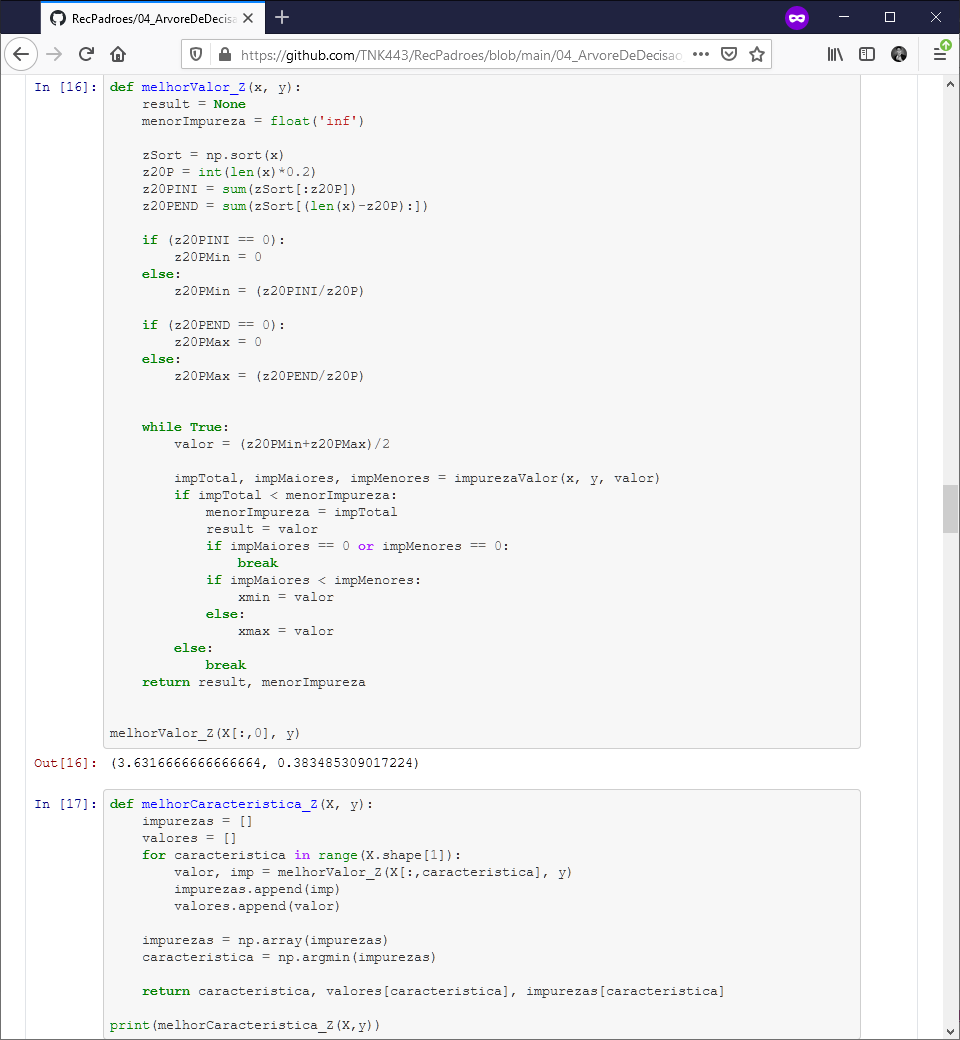 RecPadroes/04_ArvoreDeDecisa
https://github.com/TNK443/RecPadroes/blob/main/04_ArvoreDeDecisao
In [16]: def melhorValor_Z(x, y):
    result = None
    menorImpureza = float('inf')

    zSort = np.sort(x)
    z20P = int(len(x)*0.2)
    z20PINI = sum(zSort[:z20P])
    z20PEND = sum(zSort[(len(x)-z20P):])

    if (z20PINI == 0):
        z20PMin = 0
    else:
        z20PMin = (z20PINI/z20P)

    if (z20PEND == 0):
        z20PMax = 0
    else:
        z20PMax = (z20PEND/z20P)

    while True:
        valor = (z20PMin+z20PMax)/2

        impTotal, impMaiores, impMenores = impurezaValor(x, y, valor)
        if impTotal < menorImpureza:
            menorImpureza = impTotal
            result = valor
            if impMaiores == 0 or impMenores == 0:
                break
            if impMaiores < impMenores:
                xmin = valor
            else:
                xmax = valor
        else:
            break
    return result, menorImpureza

melhorValor_Z(X[:,0], y)
Out[16]: (3.6316666666666664, 0.383485309017224)
In [17]: def melhorCaracteristica_Z(X, y):
    impurezas = []
    valores = []
    for caracteristica in range(X.shape[1]):
        valor, imp = melhorValor_Z(X[:,caracteristica], y)
        impurezas.append(imp)
        valores.append(valor)

    impurezas = np.array(impurezas)
    caracteristica = np.argmin(impurezas)

    return caracteristica, valores[caracteristica], impurezas[caracteristica]

print(melhorCaracteristica_Z(X,y))